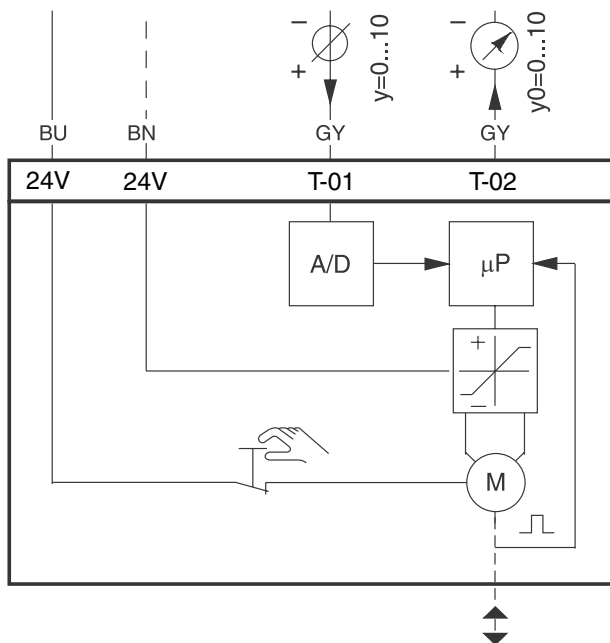 − + y=0...10
− + y0=0...10
BU BN GY GY
24V 24V T-01 T-02
A/D µP
+
−
M